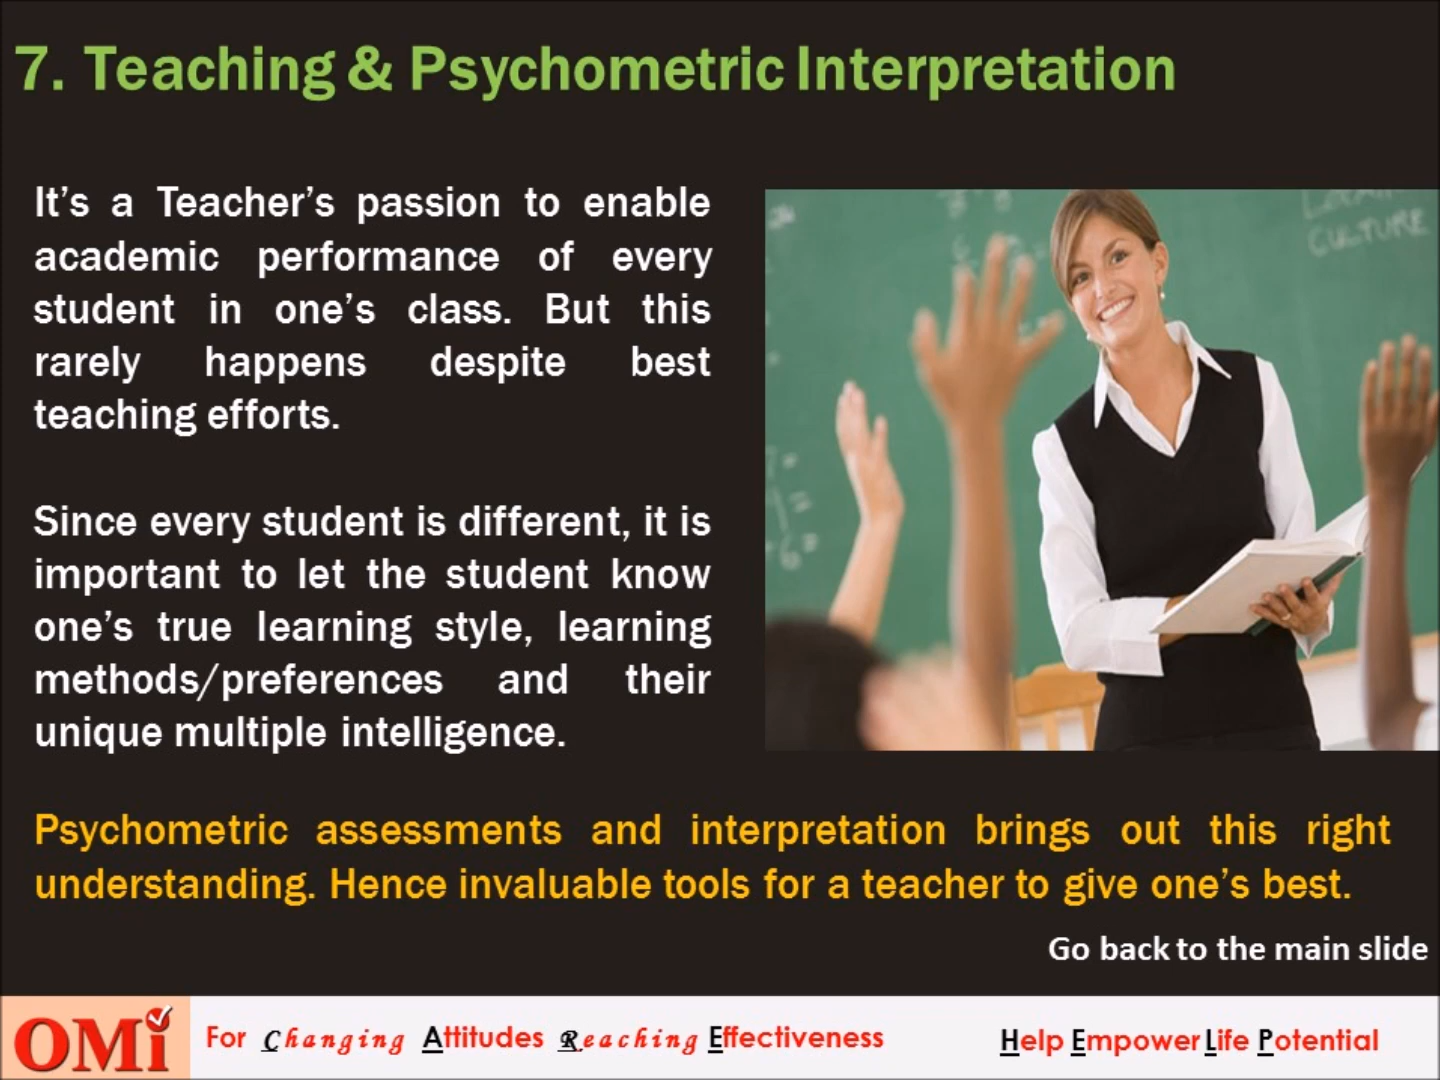 7. Teaching & Psychometric Interpretation
It’s a Teacher’s passion to enable
academic performance of every
student in one’s class. But this
rarely happens despite best
teaching efforts.
Since every student is different, it is
important to let the student know
one’s true learning style, learning
methods/preferences and their
unique multiple intelligence.
CULTURE
Psychometric assessments and interpretation brings out this right
understanding. Hence invaluable tools for a teacher to give one’s best.
Go back to the main slide
OMi
For Changing Attitudes Reaching Effectiveness
Help Empower Life Potential